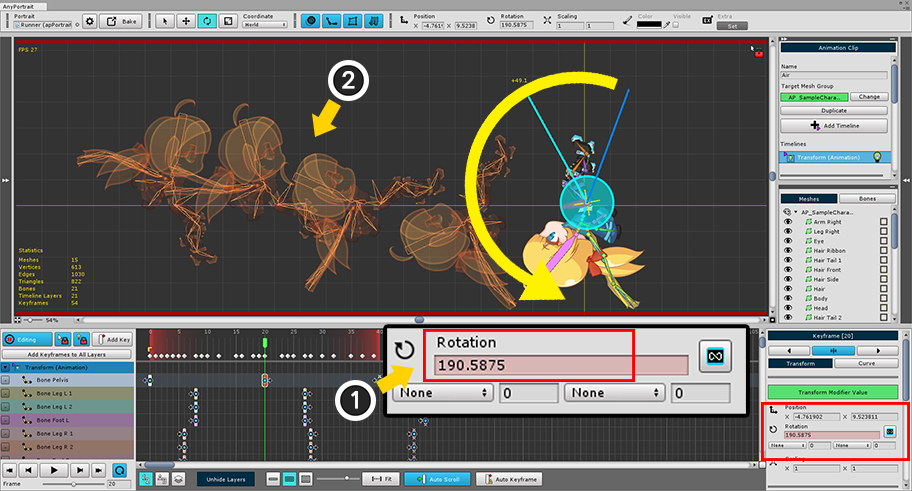 AnyPortrait
Portrait
Runner (apPortrait
Bake
Coordinate
World
Position
X -4.7619 X 9.5238
Rotation
190.5875
Scaling
1 1
Color
Visible
Extra
Set
FPS 27
+49.1
2
Statistics
Meshes 15
Vertices 613
Edges 1030
Triangles 822
Bones 21
Timeline Layers 21
Keyframes 54
54%
Animation Clip
Name
Air
Target Mesh Group
AP_SampleChara..
Change
Duplicate
Add Timeline
Timelines
Transform (Animation)
Meshes
Bones
AP_SampleChara..
Arm Right
Leg Right
Eye
Hair Ribbon
Hair Tail 1
Hair Front
Hair Side
Hair
Body
Head
Hair Tail 2
Editing
Add Key
Add Keyframes to All Layers
Transform (Animation)
Bone Pelvis
Bone Leg L 1
Bone Leg L 2
Bone Foot L
Bone Leg R 1
Bone Leg R 2
Frame
20
0 5 10 15 20 25 30 35 40
1
Rotation
190.5875
None 0 None 0
Unhide Layers
Fit
Auto Scroll
Auto Keyframe
Keyframe [20]
Transform
Curve
Transform Modifier Value
Position
X -4.761902 X 9.523811
Rotation
190.5875
None 0 None 0
X 1 X 1